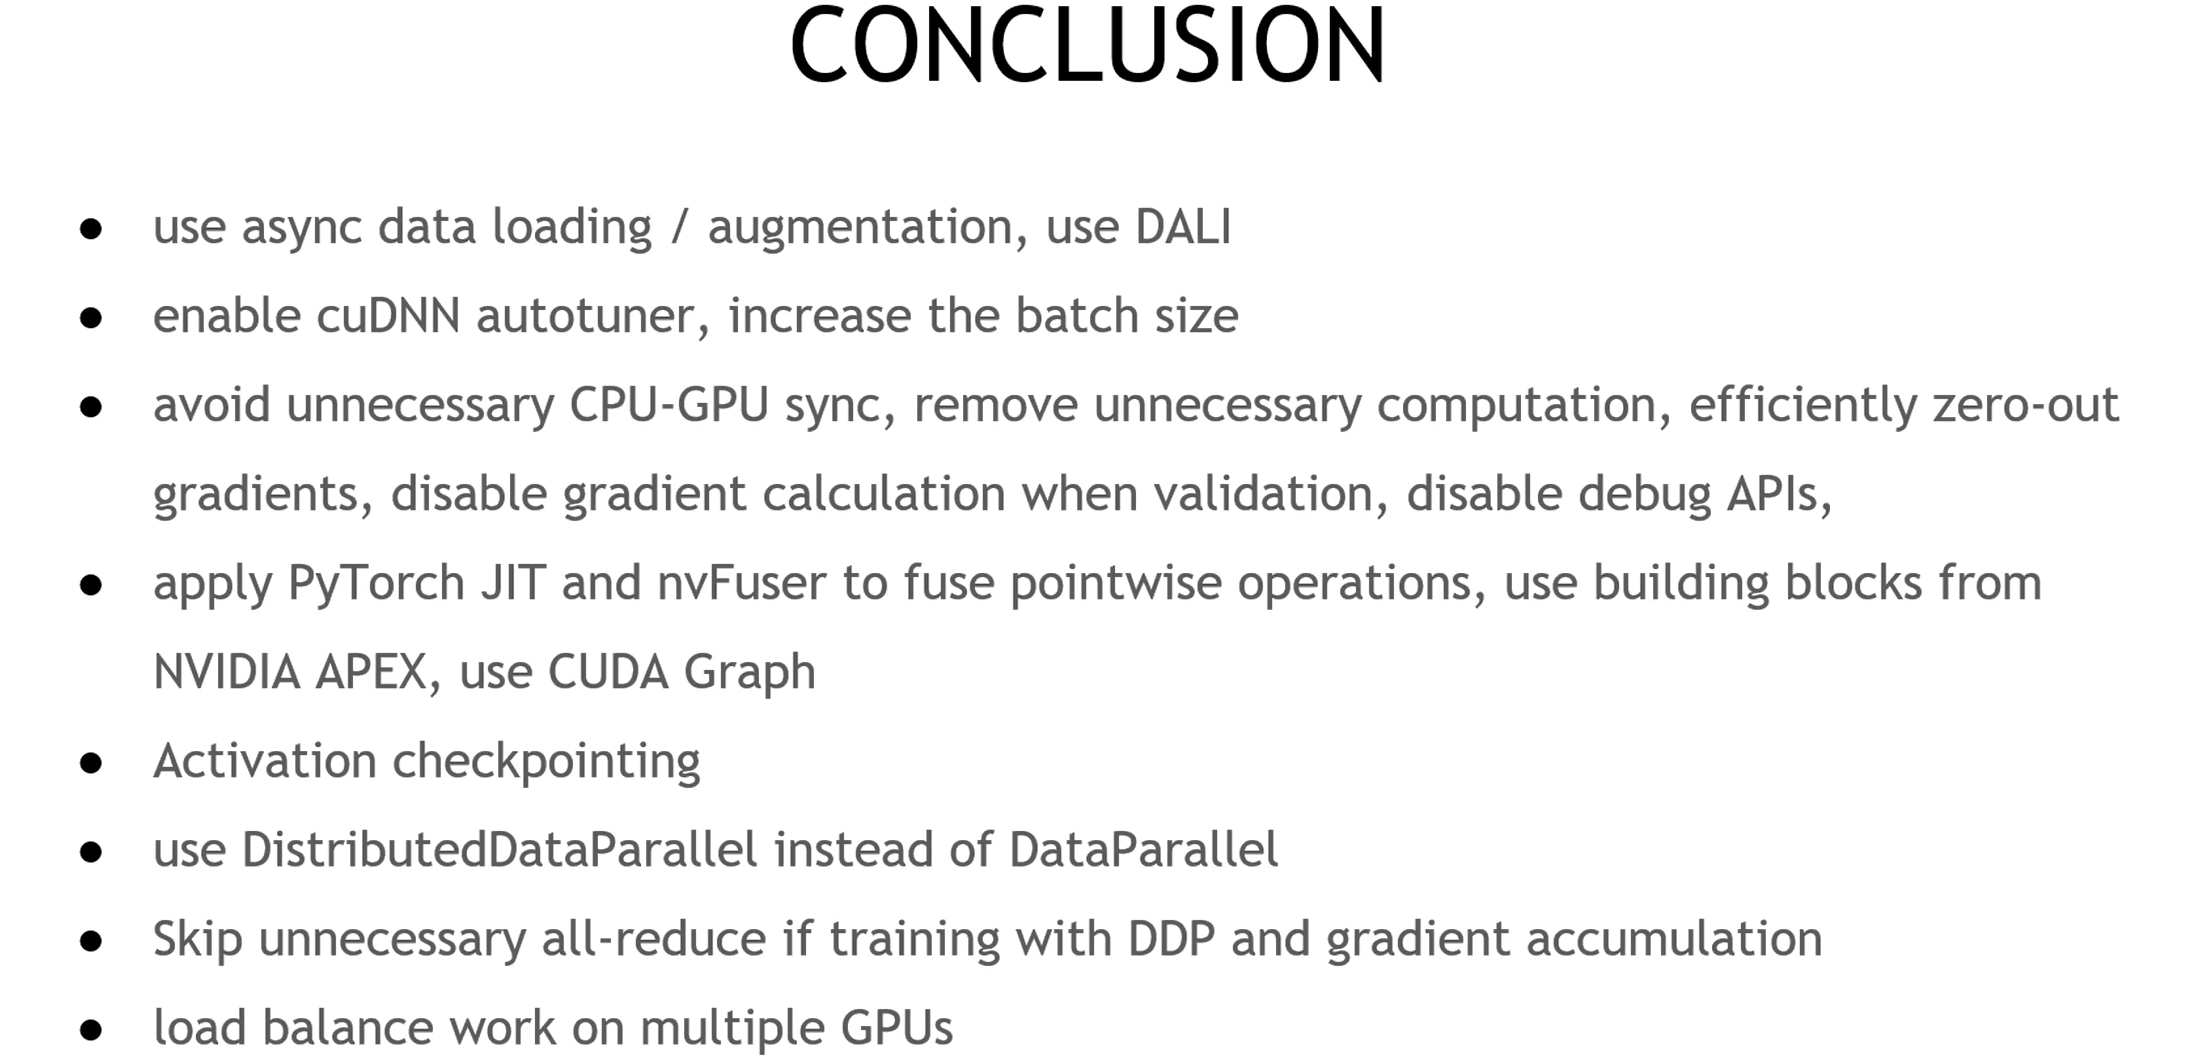 CONCLUSION
● use async data loading / augmentation, use DALI
● enable cuDNN autotuner, increase the batch size
● avoid unnecessary CPU-GPU sync, remove unnecessary computation, efficiently zero-out
gradients, disable gradient calculation when validation, disable debug APIs,
● apply PyTorch JIT and nvFuser to fuse pointwise operations, use building blocks from
NVIDIA APEX, use CUDA Graph
● Activation checkpointing
● use DistributedDataParallel instead of DataParallel
● Skip unnecessary all-reduce if training with DDP and gradient accumulation
● load balance work on multiple GPUs